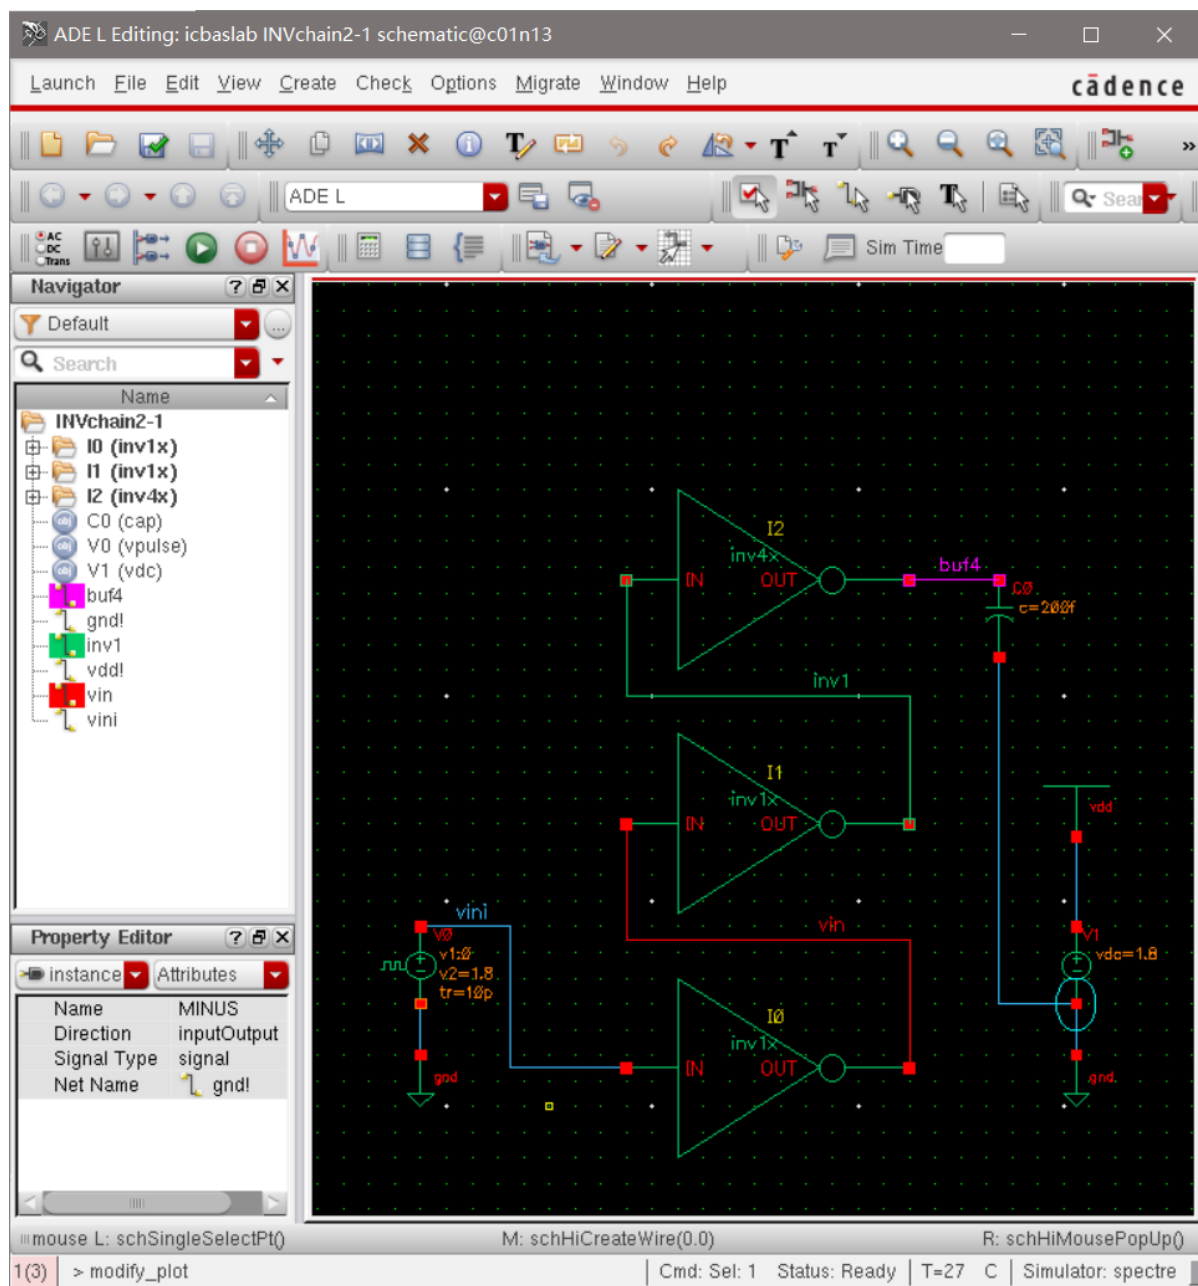 ADE L Editing: icbaslab INVchain2-1 schematic@c01n13
Launch File Edit View Create Check Options Migrate Window Help
cādence
ADE L
Sear
AC
DC
Trans
Sim Time
Navigator
Default
Search
Name
INVchain2-1
I0 (inv1x)
I1 (inv1x)
I2 (inv4x)
C0 (cap)
V0 (vpulse)
V1 (vdc)
buf4
gnd!
inv1
vdd!
vin
vini
Property Editor
instance Attributes
Name MINUS
Direction inputOutput
Signal Type signal
Net Name gnd!
I2
inv4x
IN OUT
buf4
C0
c=200f
inv1
I1
inv1x
IN OUT
vdd
vini
vin
V0
v1:0
v2=1.8
tr=10p
gnd
V1
vdc=1.8
I0
inv1x
IN OUT
gnd
mouse L: schSingleSelectPt() M: schHiCreateWire(0.0) R: schHiMousePopUp()
1(3) > modify_plot Cmd: Sel: 1 Status: Ready T=27 C Simulator: spectre